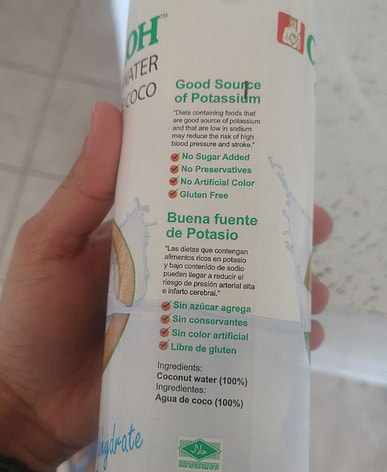 OH™
WATER
COCO
Good Source
of Potassium
"Diets containing foods that
are good source of potassium
and that are low in sodium
may reduce the risk of high
blood pressure and stroke."
No Sugar Added
No Preservatives
No Artificial Color
Gluten Free
Buena fuente
de Potasio
"Las dietas que contengan
alimentos ricos en potasio
y bajo contenido de sodio
pueden llegar a reducir el
riesgo de presión arterial alta
e infarto cerebral."
Sin azúcar agrega
Sin conservantes
Sin color artificial
Libre de gluten
Ingredients:
Coconut water (100%)
Ingredientes:
Agua de coco (100%)
hydrate
حلال